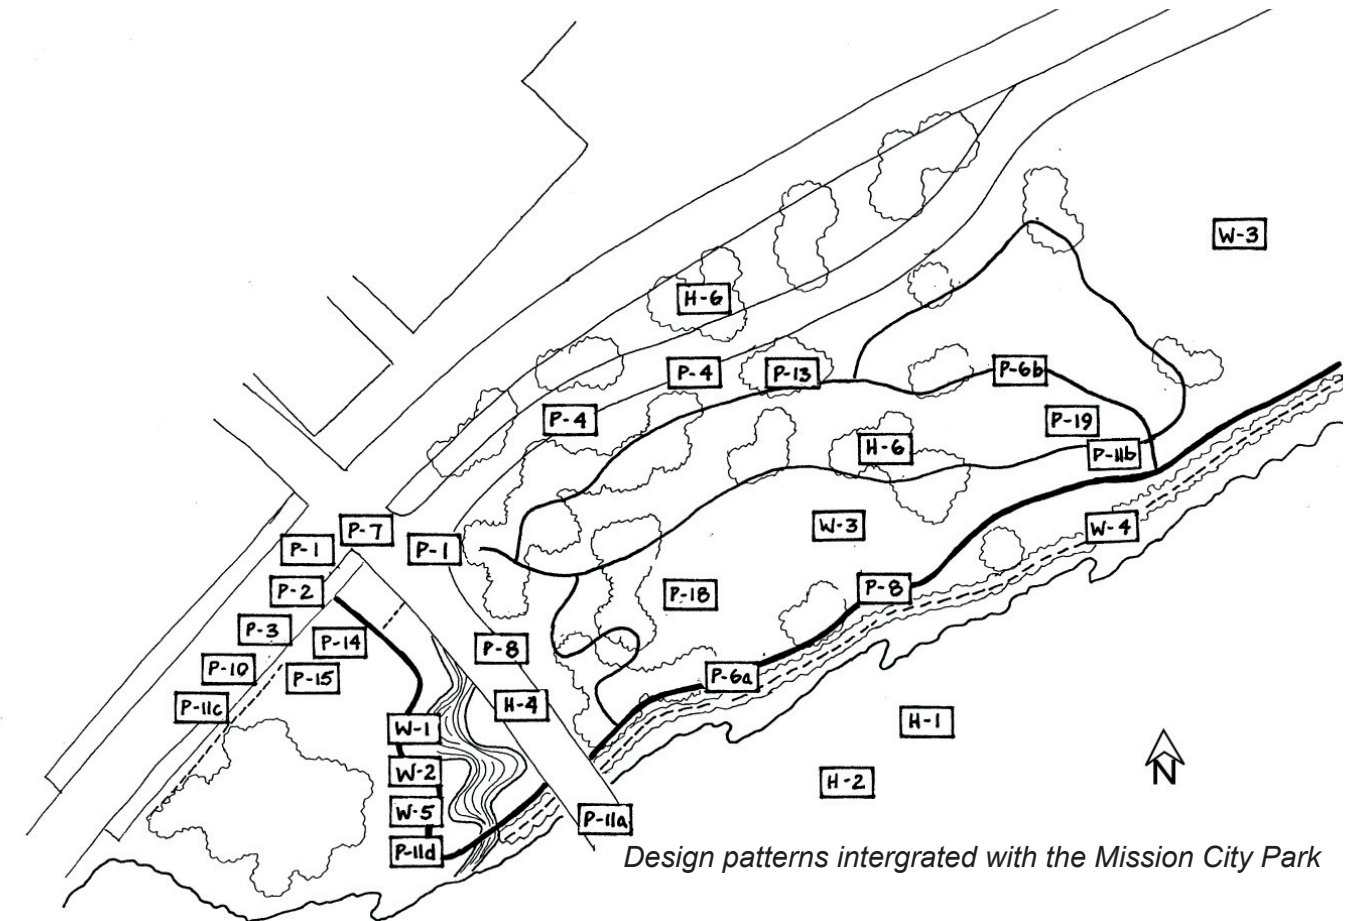 W-3
H-6
P-4
P-13
P-6b
P-4
P-19
H-6
P-11b
P-7
W-3
W-4
P-1
P-1
P-2
P-18
P-8
P-3
P-14
P-8
P-10
P-15
P-6a
P-11c
H-4
W-1
H-1
W-2
H-2
N
W-5
P-11a
P-11d
Design patterns intergrated with the Mission City Park